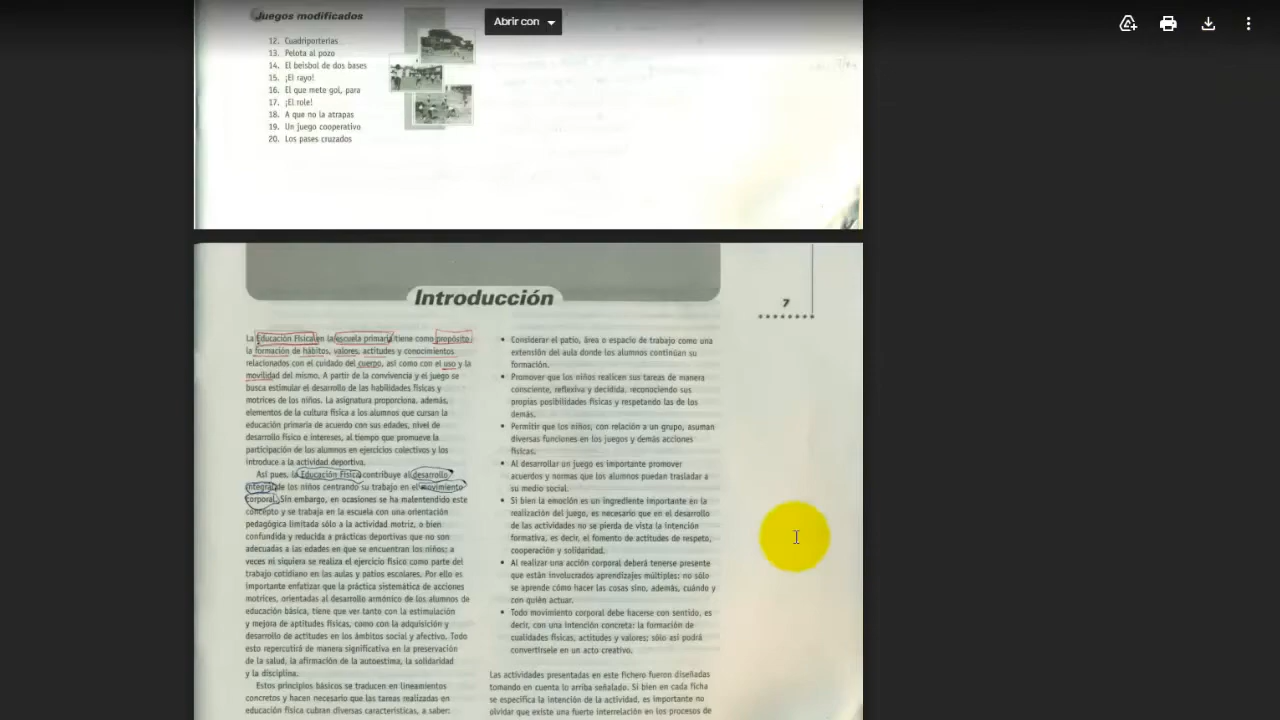 Juegos modificados
Abrir con
12. Cuadriporterías
13. Pelota al pozo
14. El beisbol de dos bases
15. ¡El rayo!
16. El que mete gol, para
17. ¡El role!
18. A que no la atrapas
19. Un juego cooperativo
20. Los pases cruzados
Introducción
7
La Educación Física en la escuela primaria tiene como propósito
la formación de hábitos, valores, actitudes y conocimientos
relacionados con el cuidado del cuerpo, así como con el uso y la
movilidad del mismo. A partir de la convivencia y el juego se
busca estimular el desarrollo de las habilidades físicas y
motrices de los niños. La asignatura proporciona, además,
elementos de la cultura física a los alumnos que cursan la
educación primaria de acuerdo con sus edades, nivel de
desarrollo físico e intereses, al tiempo que promueve la
participación de los alumnos en ejercicios colectivos y los
introduce a la actividad deportiva.
Así pues, la Educación Física contribuye al desarrollo
integral de los niños centrando su trabajo en el movimiento
corporal. Sin embargo, en ocasiones se ha malentendido este
concepto y se trabaja en la escuela con una orientación
pedagógica limitada sólo a la actividad motriz, o bien
confundida y reducida a prácticas deportivas que no son
adecuadas a las edades en que se encuentran los niños; a
veces ni siquiera se realiza el ejercicio físico como parte del
trabajo cotidiano en las aulas y patios escolares. Por ello es
importante enfatizar que la práctica sistemática de acciones
motrices, orientadas al desarrollo armónico de los alumnos de
educación básica, tiene que ver tanto con la estimulación
y mejora de aptitudes físicas, como con la adquisición y
desarrollo de actitudes en los ámbitos social y afectivo. Todo
esto repercutirá de manera significativa en la preservación
de la salud, la afirmación de la autoestima, la solidaridad
y la disciplina.
Estos principios básicos se traducen en lineamientos
concretos y hacen necesario que las tareas realizadas en
educación física cubran diversas características, a saber:
• Considerar el patio, área o espacio de trabajo como una
extensión del aula donde los alumnos continúan su
formación.
• Promover que los niños realicen sus tareas de manera
consciente, reflexiva y decidida, reconociendo sus
propias posibilidades físicas y respetando las de los
demás.
• Permitir que los niños, con relación a un grupo, asuman
diversas funciones en los juegos y demás acciones
físicas.
• Al desarrollar un juego es importante promover
acuerdos y normas que los alumnos puedan trasladar a
su medio social.
• Si bien la emoción es un ingrediente importante en la
realización del juego, es necesario que en el desarrollo
de las actividades no se pierda de vista la intención
formativa, es decir, el fomento de actitudes de respeto,
cooperación y solidaridad.
• Al realizar una acción corporal deberá tenerse presente
que están involucrados aprendizajes múltiples: no sólo
se aprende cómo hacer las cosas sino, además, cuándo y
con quién actuar.
• Todo movimiento corporal debe hacerse con sentido, es
decir, con una intención concreta: la formación de
cualidades físicas, actitudes y valores; sólo así podrá
convertírsele en un acto creativo.
Las actividades presentadas en este fichero fueron diseñadas
tomando en cuenta lo arriba señalado. Si bien en cada ficha
se especifica la intención de la actividad, es importante no
olvidar que existe una fuerte interrelación en los procesos de